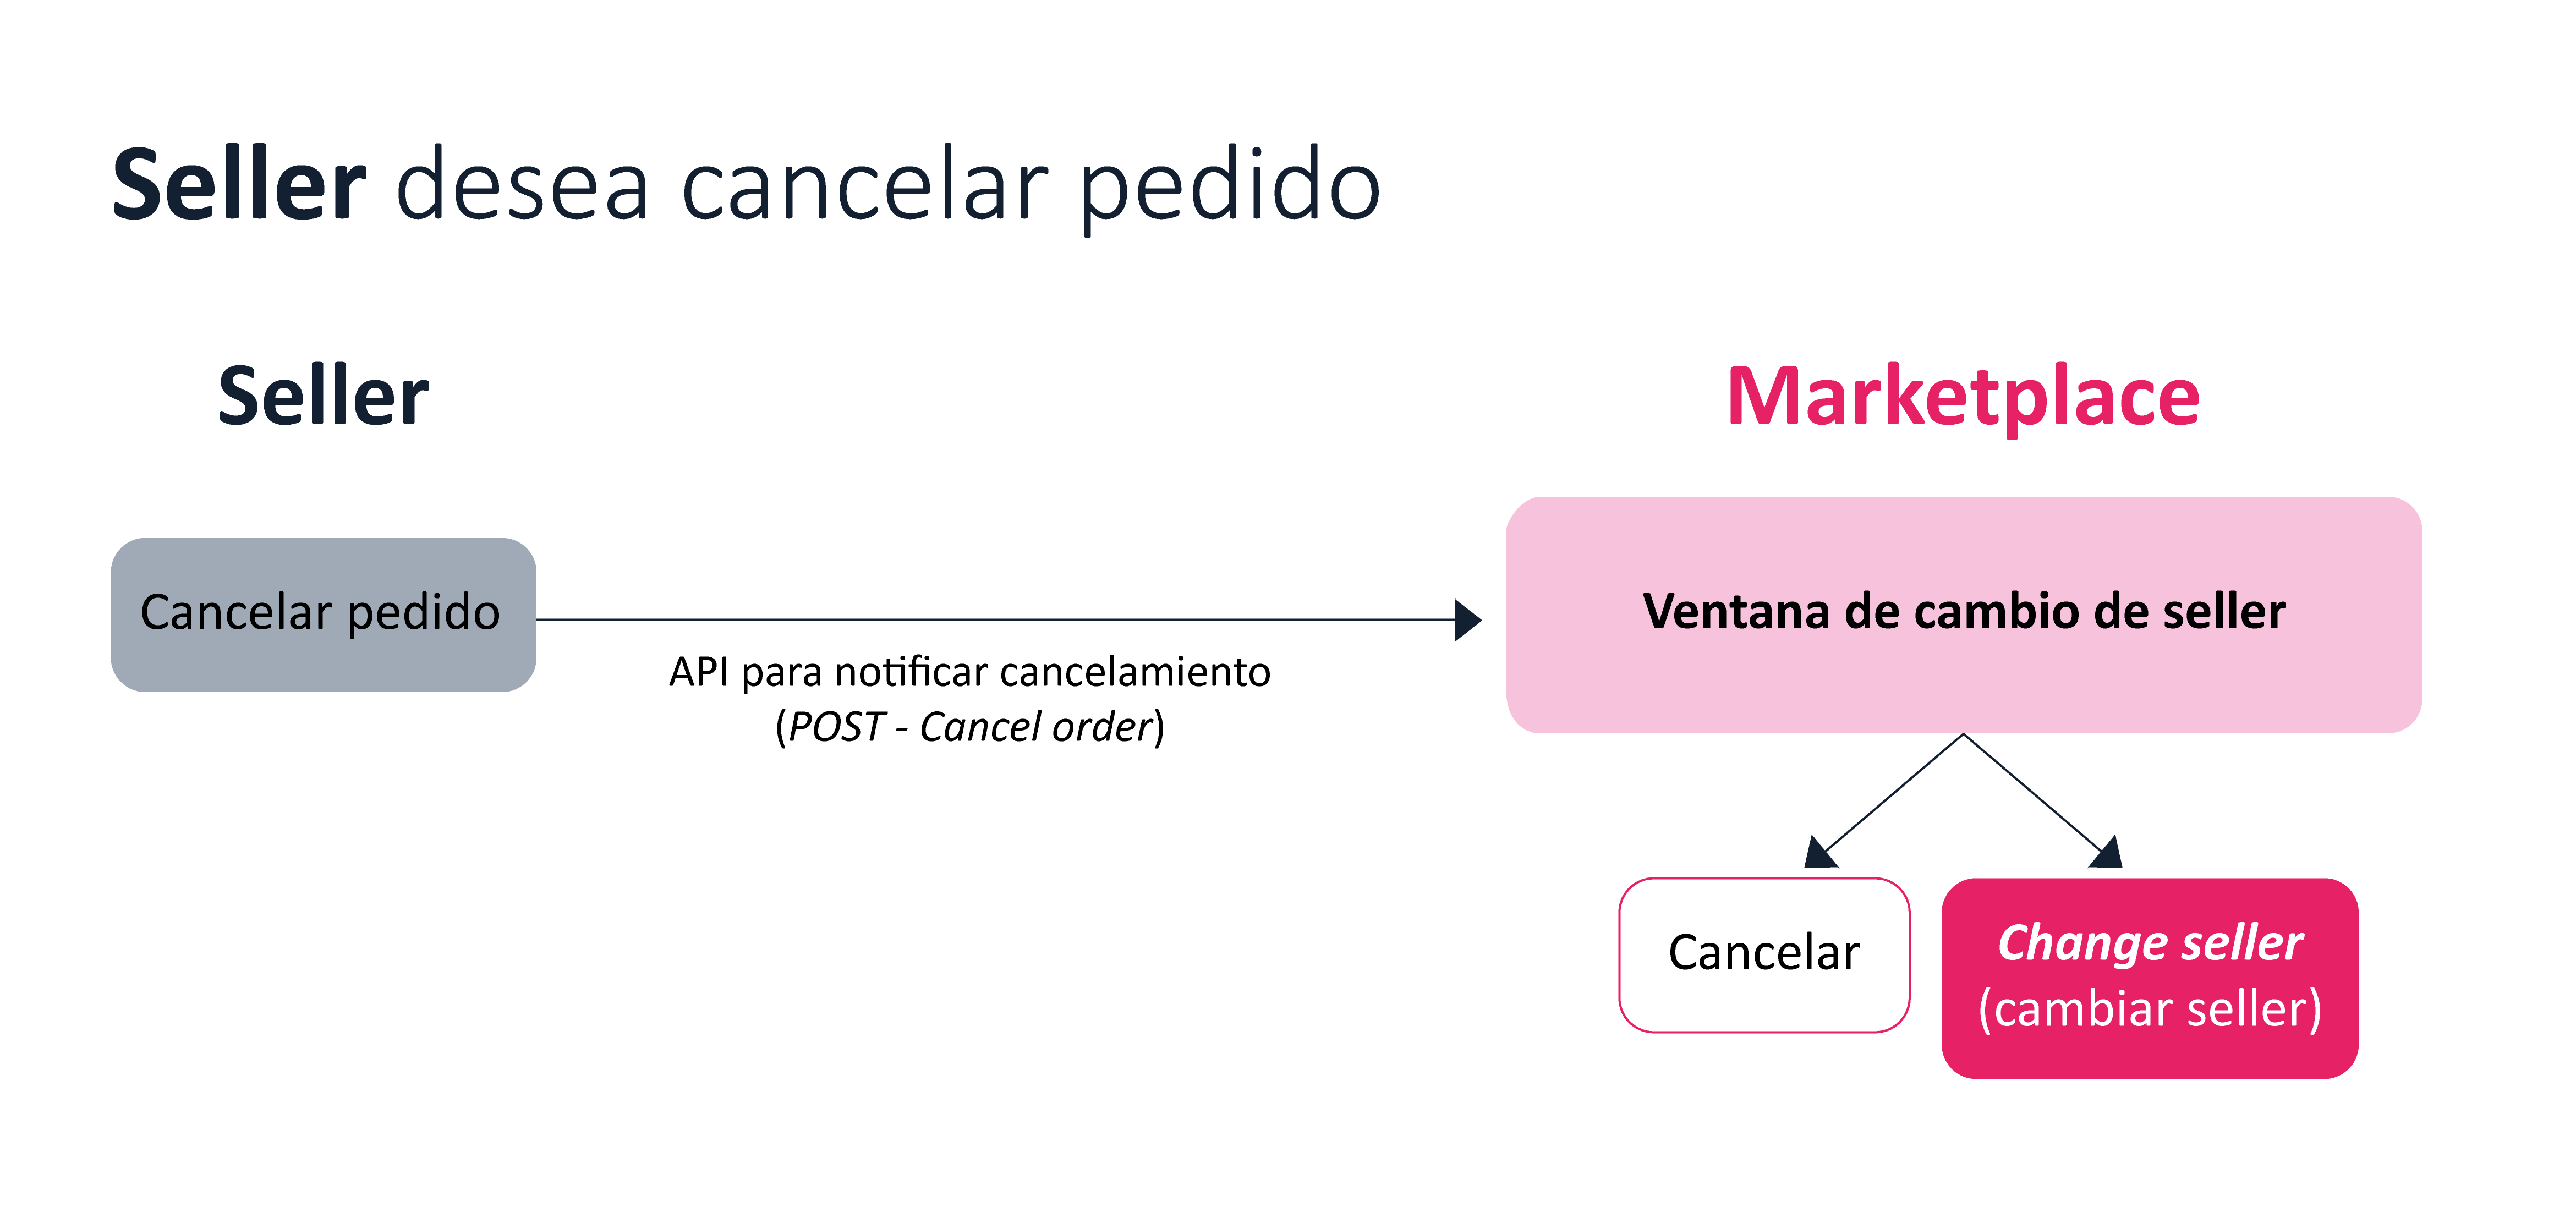 Seller desea cancelar pedido
Seller
Marketplace
Cancelar pedido
API para notificar cancelamiento
(POST - Cancel order)
Ventana de cambio de seller
Cancelar
Change seller
(cambiar seller)